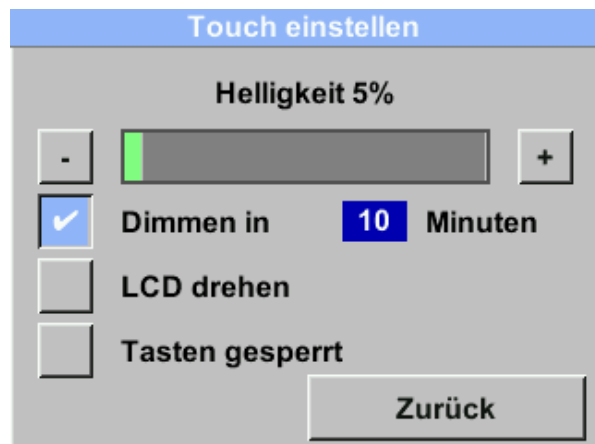 Touch einstellen
Helligkeit 5%
- +
Dimmen in 10 Minuten
LCD drehen
Tasten gesperrt
Zurück